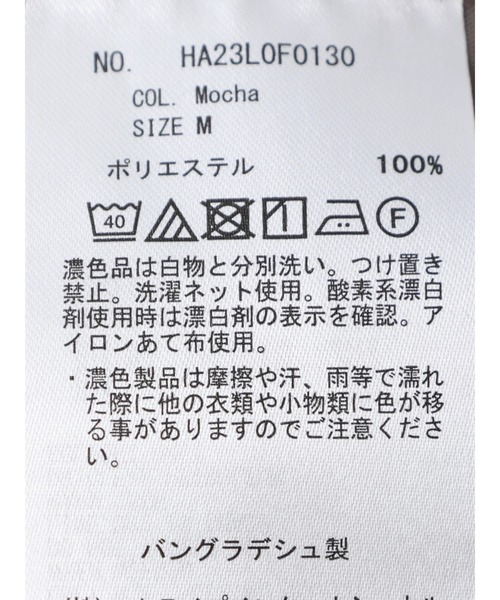 NO. HA23L0F0130
COL. Mocha
SIZE M
ポリエステル 100%
40 F
濃色品は白物と分別洗い。つけ置き
禁止。洗濯ネット使用。酸素系漂白
剤使用時は漂白剤の表示を確認。ア
イロンあて布使用。
・濃色製品は摩擦や汗、雨等で濡れ
た際に他の衣類や小物類に色が移
る事がありますのでご注意くださ
い。
バングラデシュ製